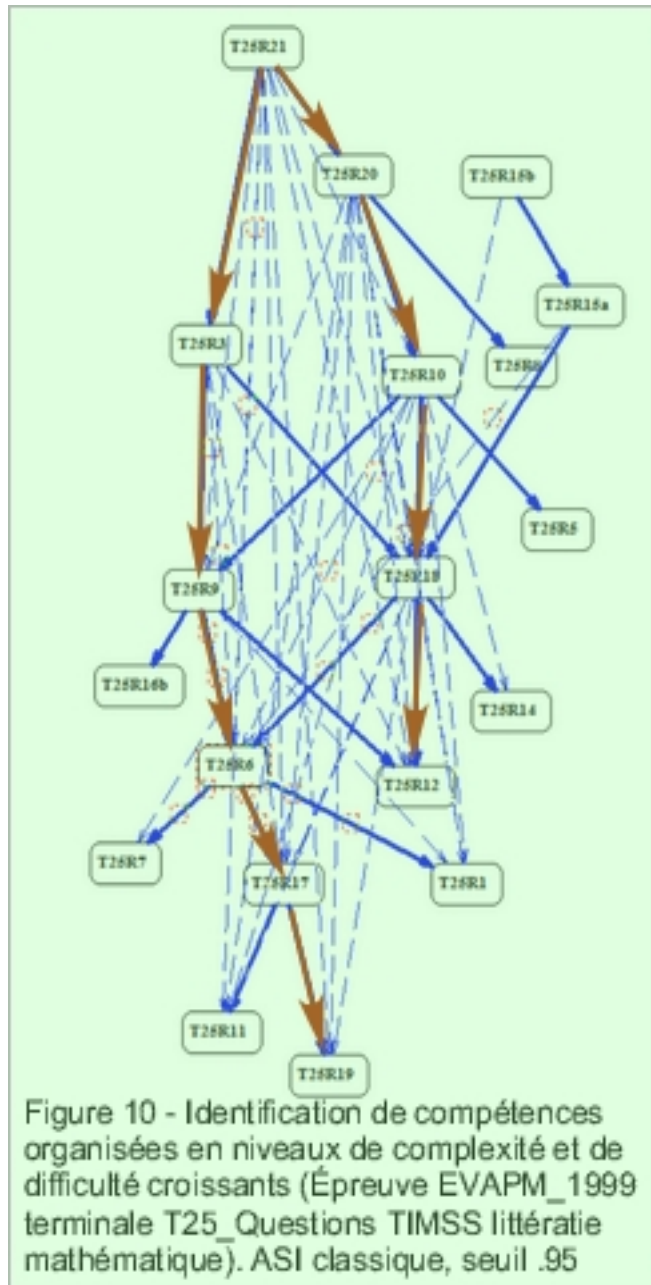 T25R21
T25R20
T25R15b
T25R15a
T25R3
T25R10
T25R5
T25R9
T25R18
T25R16b
T25R14
T25R6
T25R12
T25R7
T25R17
T25R1
T25R11
T25R19
Figure 10 - Identification de compétences
organisées en niveaux de complexité et de
difficulté croissants (Épreuve EVAPM_1999
terminale T25_Questions TIMSS littératie
mathématique). ASI classique, seuil .95